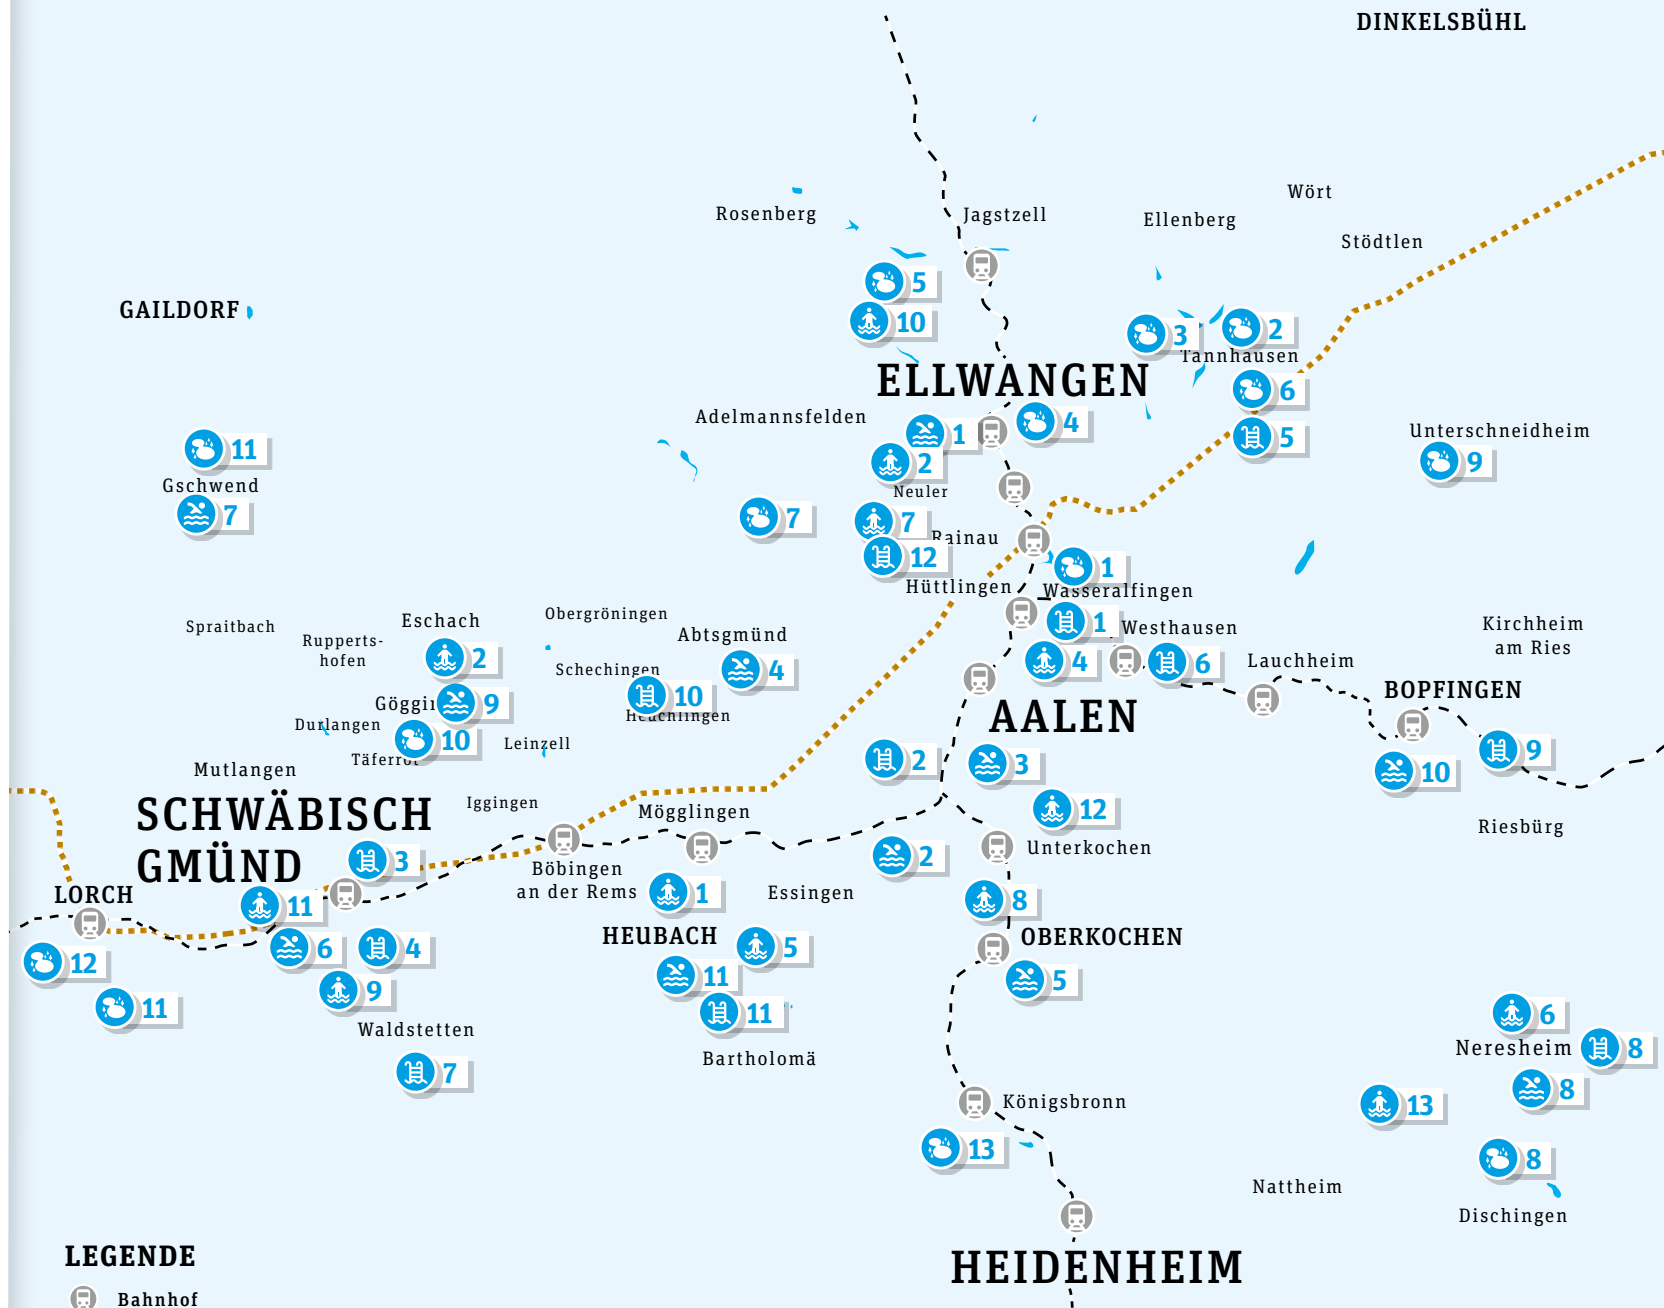 DINKELSBÜHL
Wört
Rosenberg
Jagstzell
Ellenberg
Stödtlen
5
GAILDORF
10
3
2
Tannhausen
ELLWANGEN
6
Adelmannsfelden
1
4
5
Unterschneidheim
11
2
9
Gschwend
Neuler
7
7
7
Rainau
12
1
Hüttlingen
Wasseralfingen
Obergröningen
Eschach
1
Spraitbach
Rupperts-
hofen
Abtsgmünd
Westhausen
Kirchheim
am Ries
2
Schechingen
4
4
6
Lauchheim
10
BOPFINGEN
Göggin
9
Heuchlingen
AALEN
Durlangen
10
Leinzell
Täferrot
9
Mutlangen
2
3
10
SCHWÄBISCH
GMÜND
Iggingen
Mögglingen
12
Riesbürg
Unterkochen
3
Böbingen
an der Rems
2
LORCH
1
Essingen
8
11
HEUBACH
5
OBERKOCHEN
6
4
12
11
5
9
11
11
6
Waldstetten
Bartholomä
Neresheim
8
7
8
Königsbronn
13
13
8
Nattheim
Dischingen
LEGENDE
HEIDENHEIM
Bahnhof